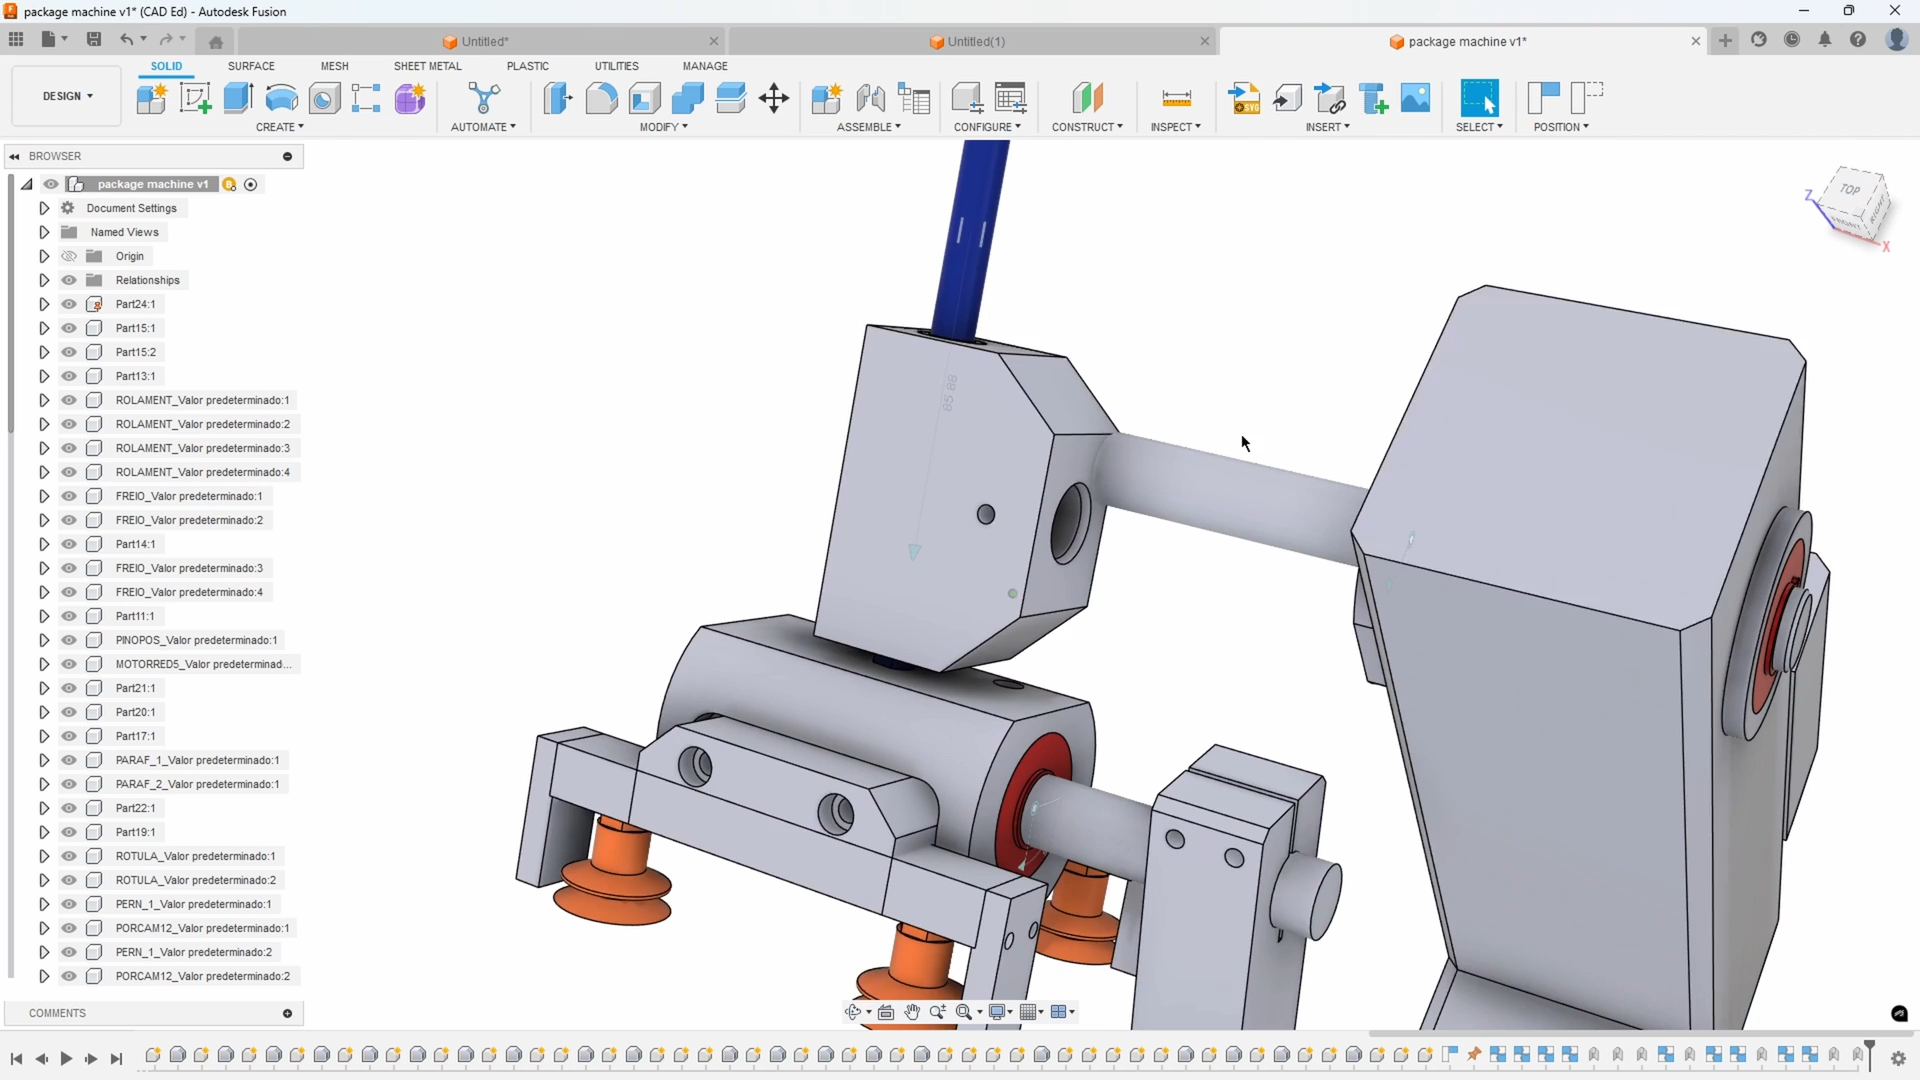 package machine v1* (CAD Ed) - Autodesk Fusion
Untitled*
Untitled(1)
package machine v1*
DESIGN
SOLID
SURFACE
MESH
SHEET METAL
PLASTIC
UTILITIES
MANAGE
CREATE
AUTOMATE
MODIFY
ASSEMBLE
CONFIGURE
CONSTRUCT
INSPECT
INSERT
SELECT
POSITION
SVG
BROWSER
package machine v1
Document Settings
Named Views
Origin
Relationships
Part24:1
Part15:1
Part15:2
Part13:1
ROLAMENT_Valor predeterminado:1
ROLAMENT_Valor predeterminado:2
ROLAMENT_Valor predeterminado:3
ROLAMENT_Valor predeterminado:4
FREIO_Valor predeterminado:1
FREIO_Valor predeterminado:2
Part14:1
FREIO_Valor predeterminado:3
FREIO_Valor predeterminado:4
Part11:1
PINOPOS_Valor predeterminado:1
MOTORRED5_Valor predeterminad...
Part21:1
Part20:1
Part17:1
PARAF_1_Valor predeterminado:1
PARAF_2_Valor predeterminado:1
Part22:1
Part19:1
ROTULA_Valor predeterminado:1
ROTULA_Valor predeterminado:2
PERN_1_Valor predeterminado:1
PORCAM12_Valor predeterminado:1
PERN_1_Valor predeterminado:2
PORCAM12_Valor predeterminado:2
COMMENTS
85.88
TOP
RIGHT
Z
X